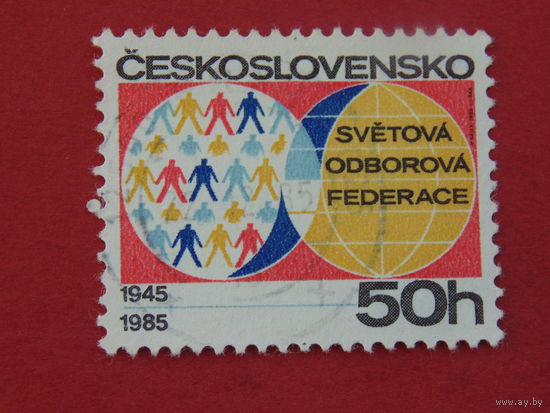 ČESKOSLOVENSKO
SVĚTOVÁ
ODBOROVÁ
FEDERACE
1945
1985
50h
www.ay.by